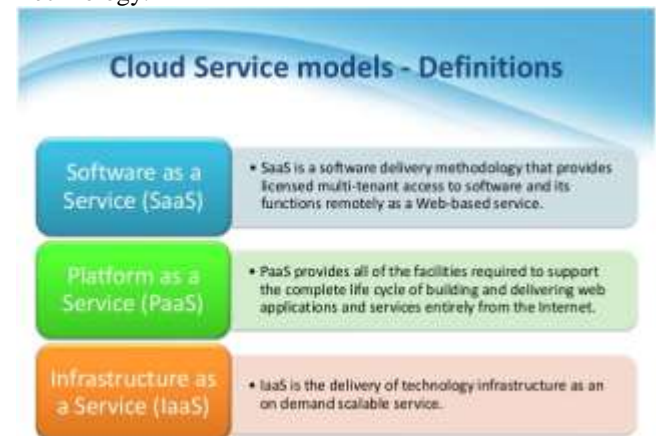 Cloud Service models - Definitions
Software as a
Service (SaaS)
• SaaS is a software delivery methodology that provides
licensed multi-tenant access to software and its
functions remotely as a Web-based service.
Platform as a
Service (PaaS)
• PaaS provides all of the facilities required to support
the complete life cycle of building and delivering web
applications and services entirely from the Internet.
Infrastructure as
a Service (IaaS)
• IaaS is the delivery of technology infrastructure as an
on demand scalable service.